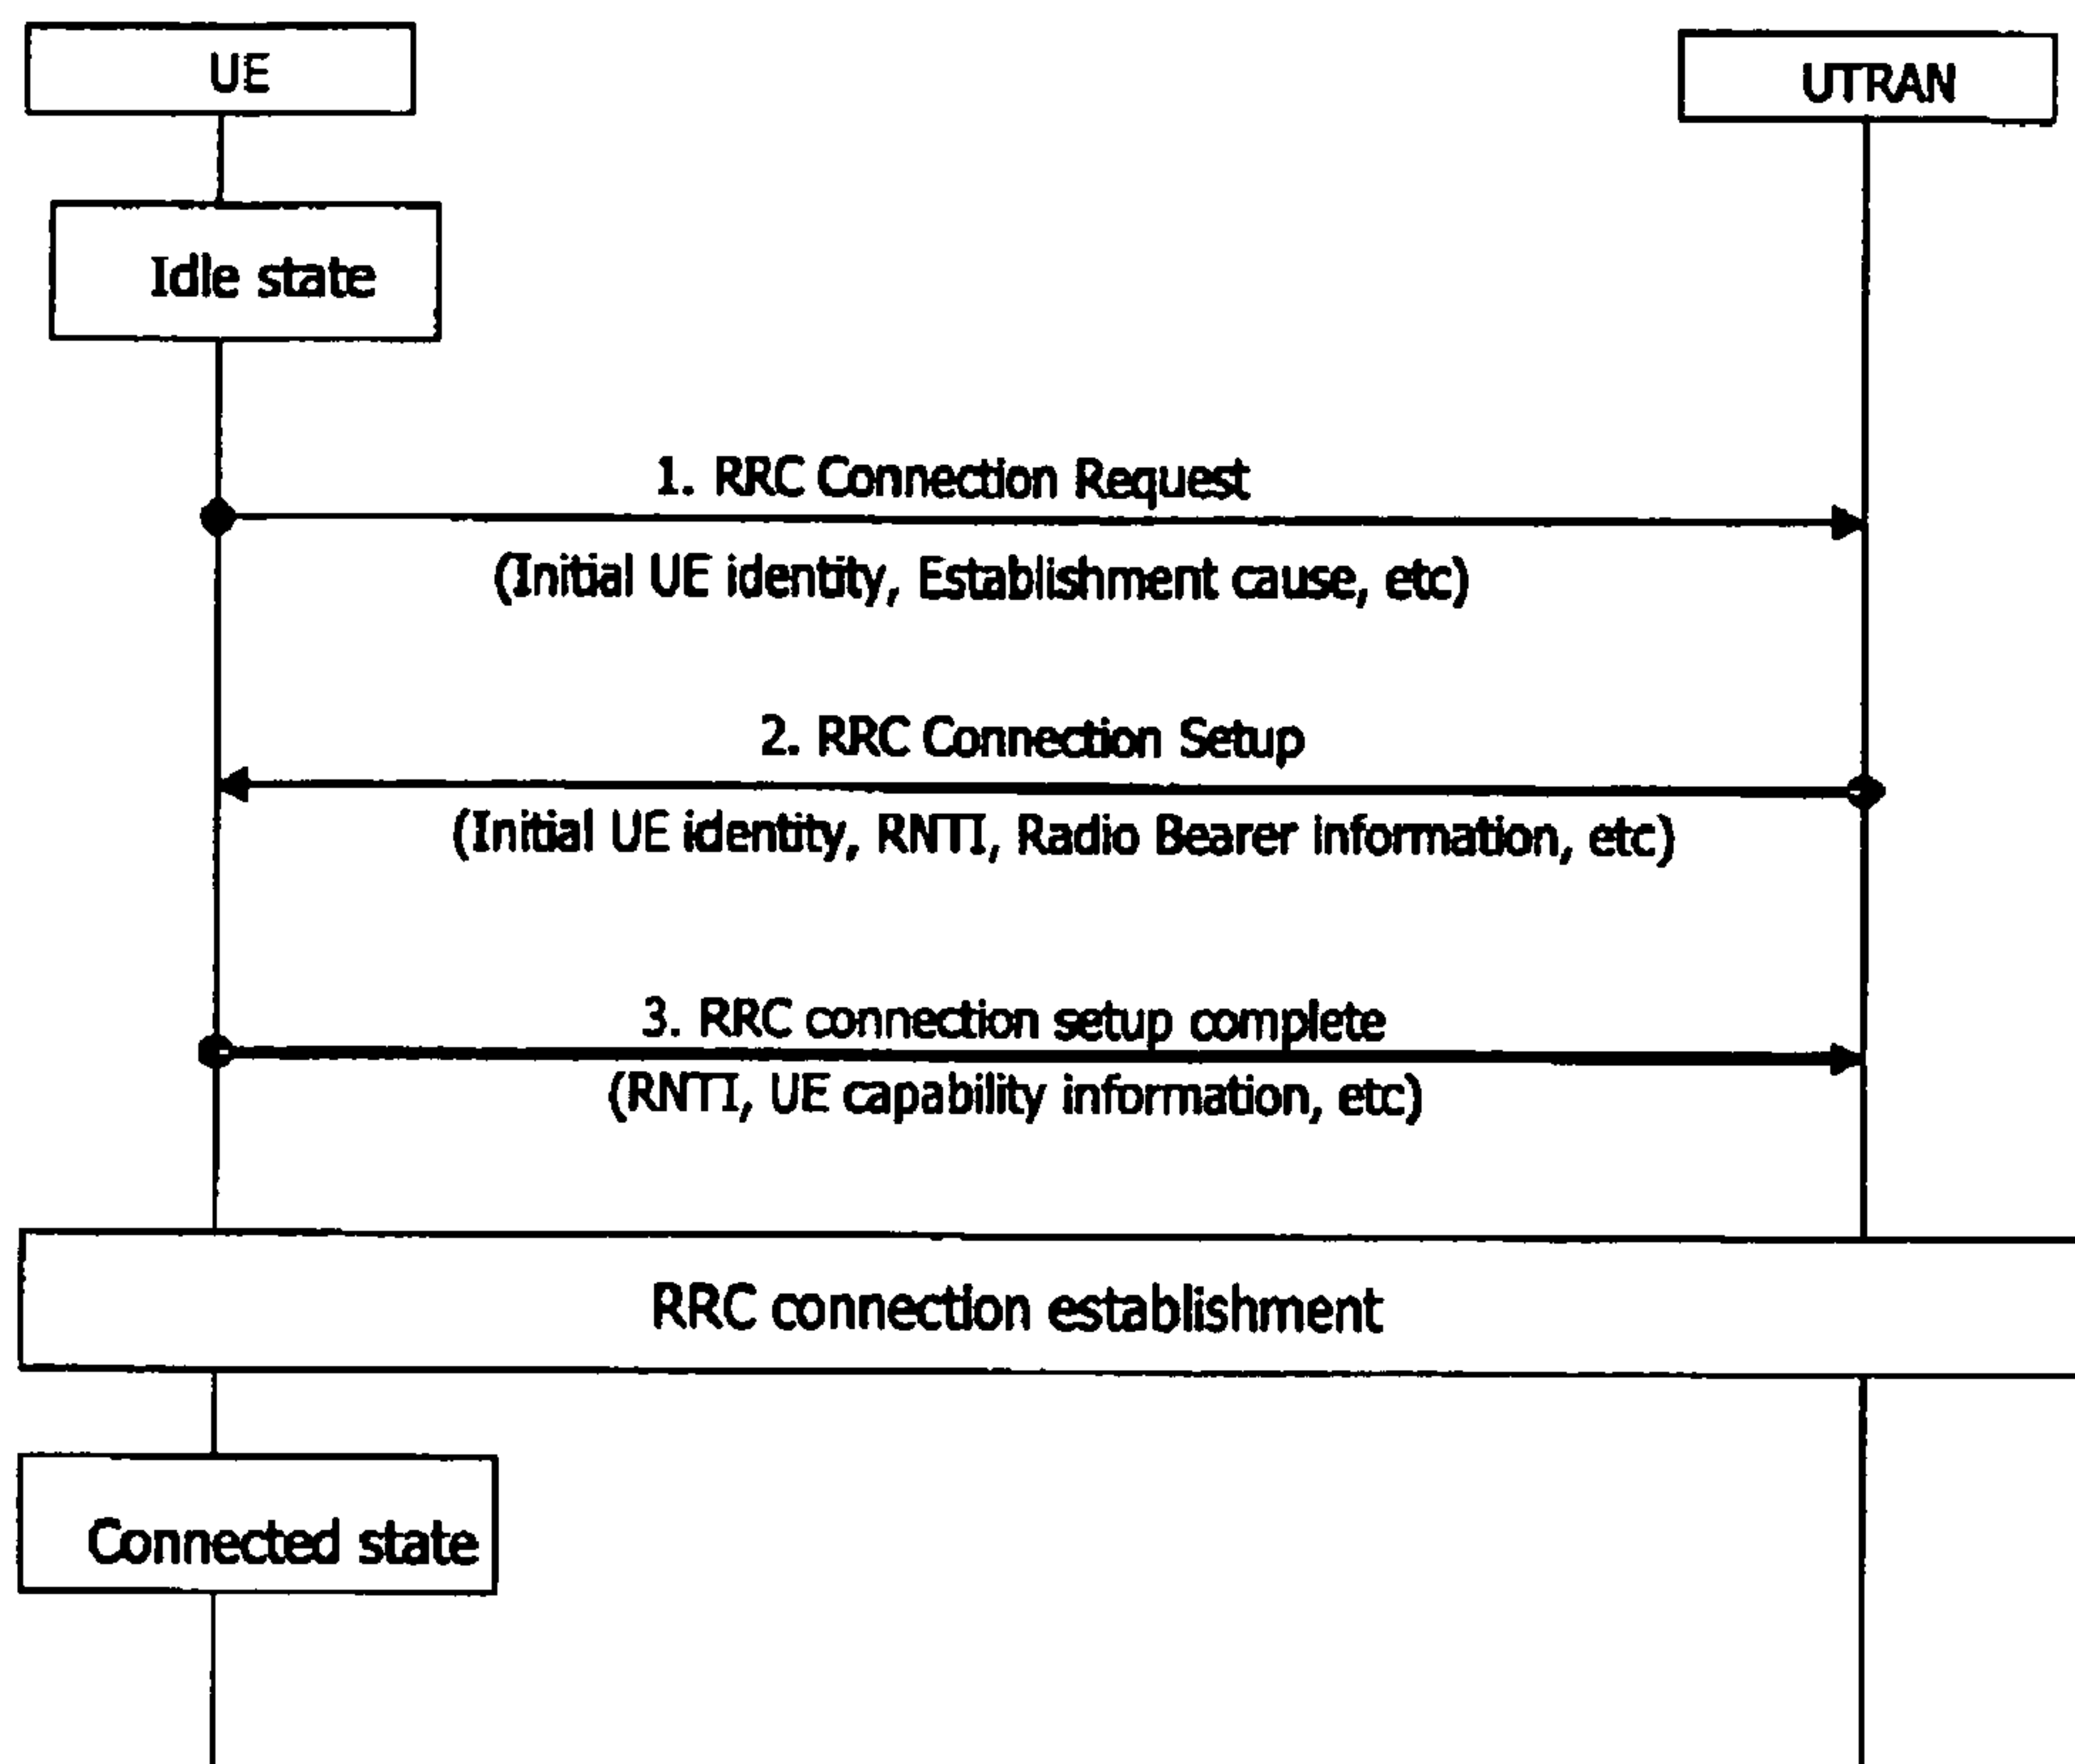 UE
UTRAN
Idle state
1. RRC Connection Request
(Initial UE identity, Establishment cause, etc)
2. RRC Connection Setup
(Initial UE identity, RNTI, Radio Bearer information, etc)
3. RRC connection setup complete
(RNTI, UE capability information, etc)
RRC connection establishment
Connected state